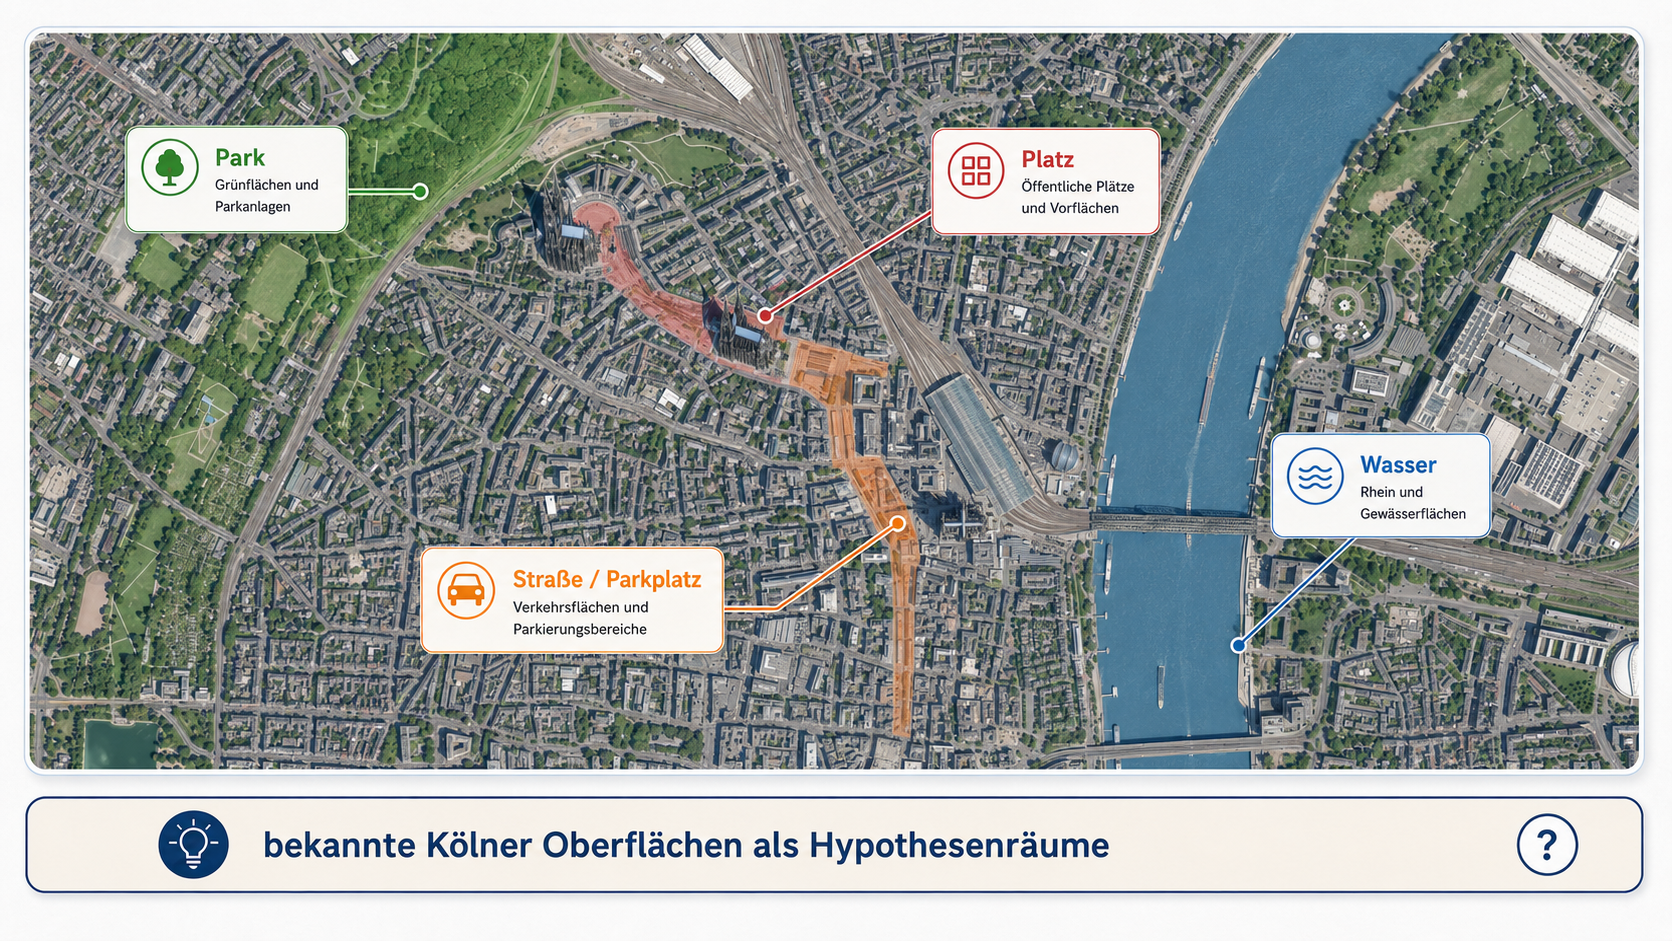 Park
Grünflächen und
Parkanlagen
Platz
Öffentliche Plätze
und Vorflächen
Wasser
Rhein und
Gewässerflächen
Straße / Parkplatz
Verkehrsflächen und
Parkierungsbereiche
bekannte Kölner Oberflächen als Hypothesenräume
?